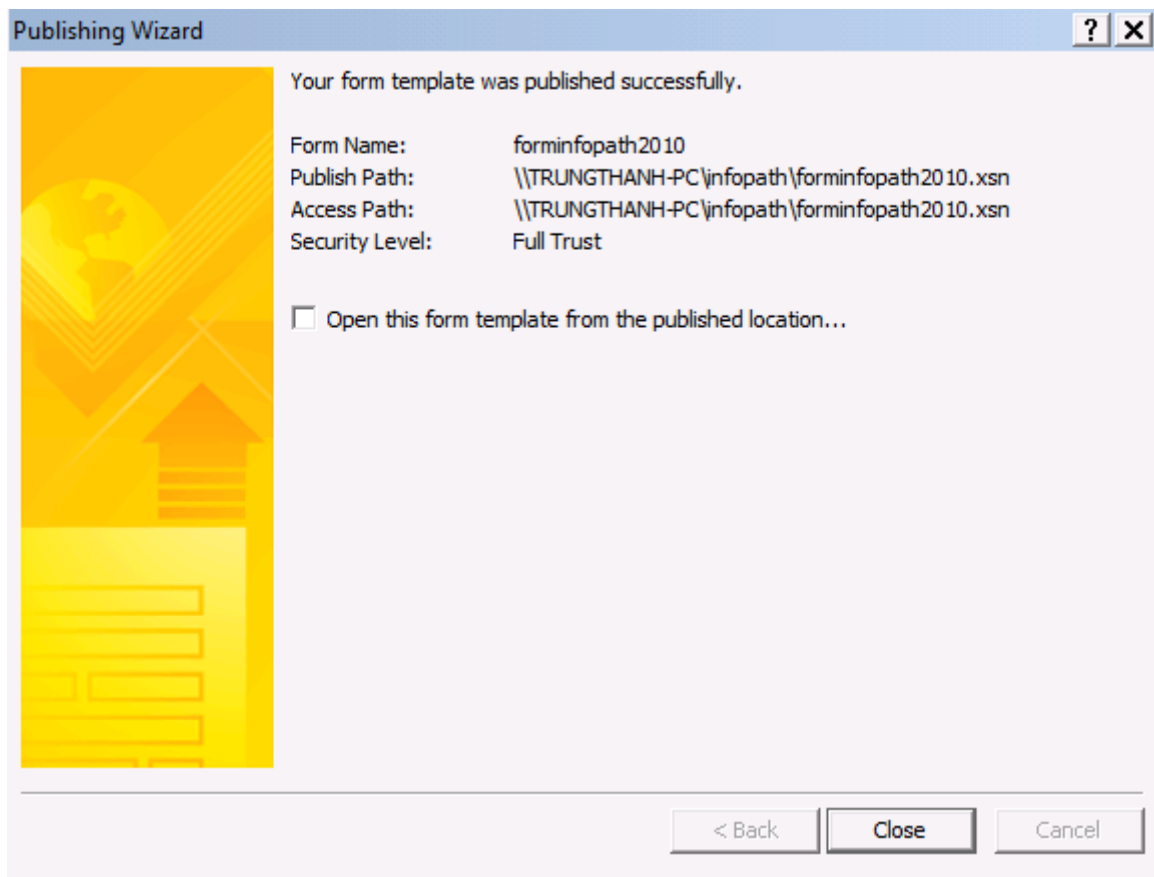 Publishing Wizard
? X
Your form template was published successfully.
Form Name: forminfopath2010
Publish Path: \\TRUNGTHANH-PC\infopath\forminfopath2010.xsn
Access Path: \\TRUNGTHANH-PC\infopath\forminfopath2010.xsn
Security Level: Full Trust
Open this form template from the published location...
< Back Close Cancel